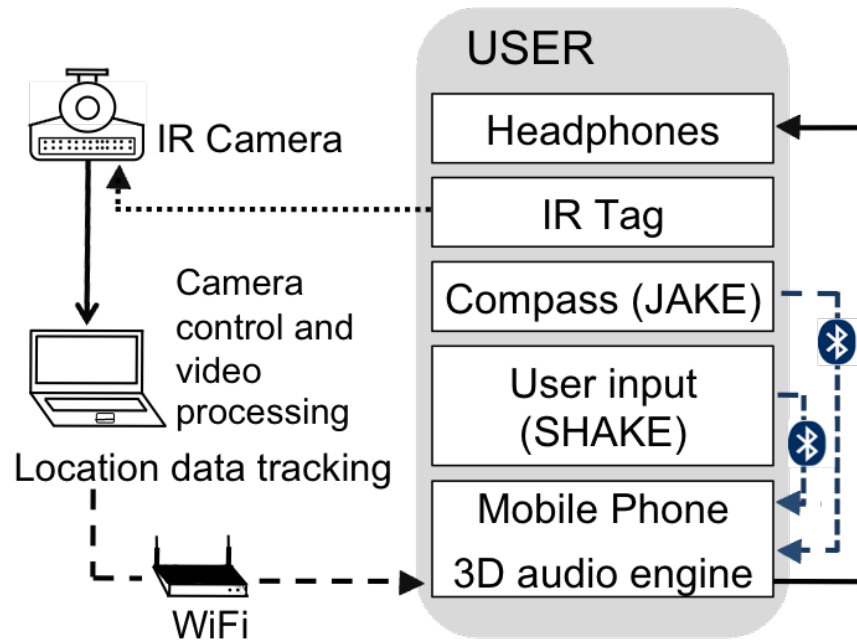 USER
Headphones
IR Camera
IR Tag
Compass (JAKE)
Camera
control and
video
processing
User input
(SHAKE)
Location data tracking
Mobile Phone
3D audio engine
WiFi